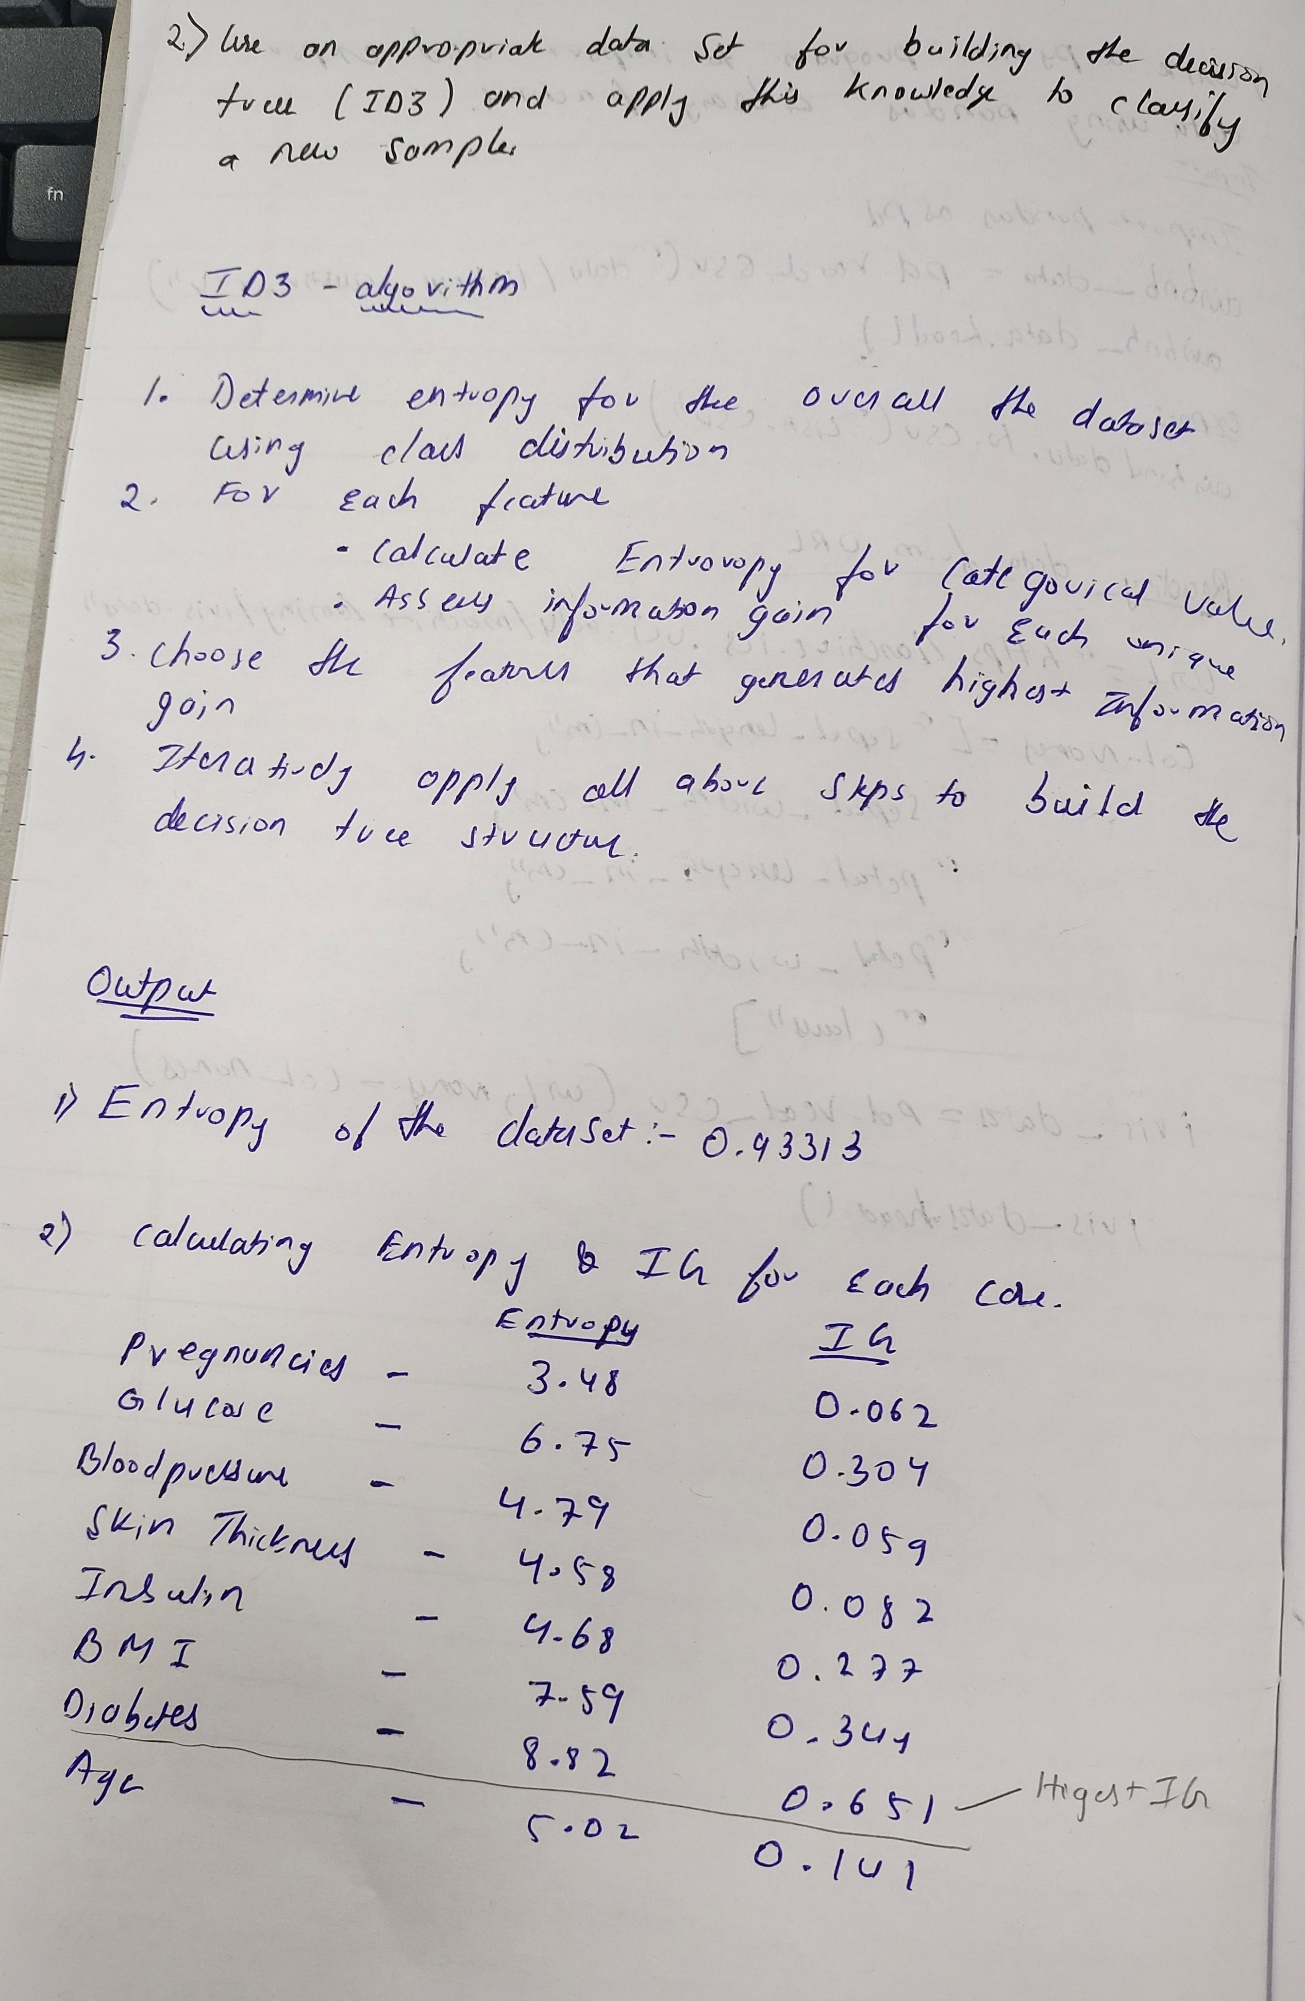 2.) Use an appropriate data set for building the decision
tree (ID3) and apply this knowledge to classify
a new sample.
fn
ID3 - algorithm
1. Determine entropy for the overall the dataset
using class distribution
2. For each feature
- Calculate Entrovopy for Categorical value.
- Assess information gain for each unique
3. choose the features that generates highest Information
gain
4. Iteratively apply all above steps to build the
decision tree structure.
Output
1) Entropy of the dataset :- 0.93313
2) Calculating Entropy & IG for each case.
Entropy IG
Pregnancies - 3.48 0.062
Glucose - 6.75 0.304
Bloodpressure - 4.79 0.059
Skin Thickness - 4.58 0.082
Insulin - 4.68 0.277
BMI - 7.59 0.344
Diabetes - 8.82 0.651 — Higest IG
Age - 5.02 0.141